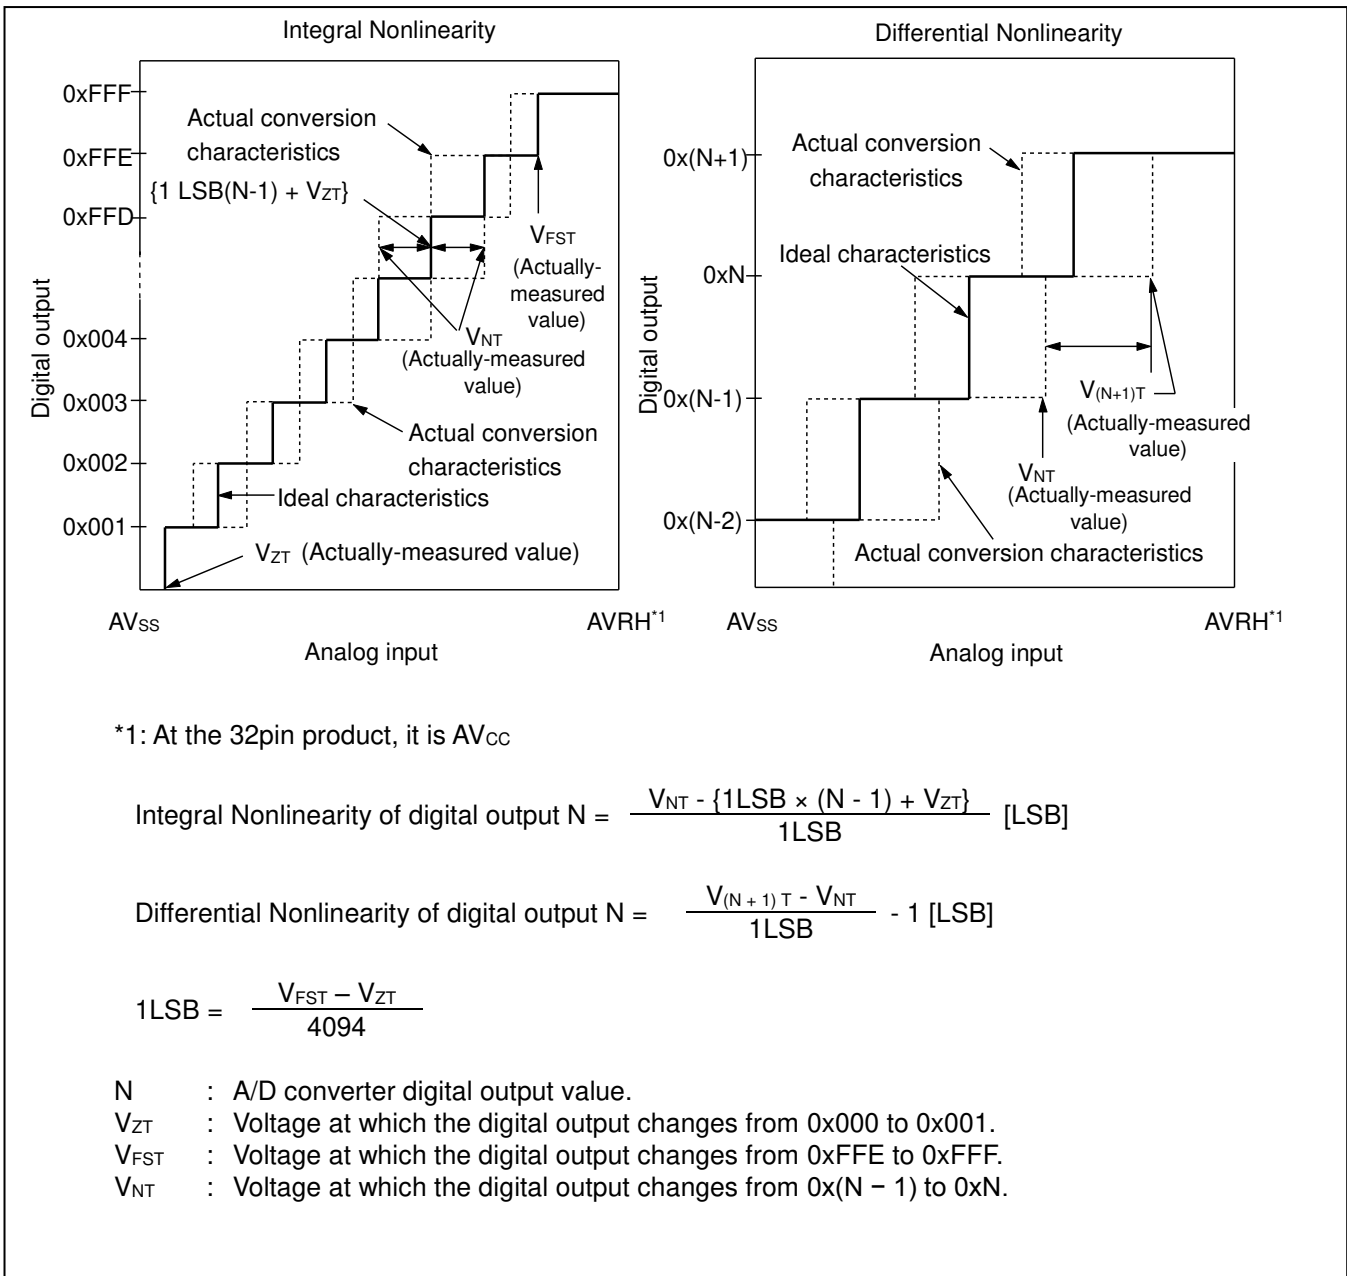 Integral Nonlinearity
0xFFF
0xFFE
0xFFD
0x004
0x003
0x002
0x001
Digital output
Actual conversion
characteristics
{1 LSB(N-1) + VZT}
VFST
(Actually-
measured
value)
VNT
(Actually-measured
value)
Actual conversion
characteristics
Ideal characteristics
VZT (Actually-measured value)
AVSS
AVRH*1
Analog input
Differential Nonlinearity
0x(N+1)
0xN
0x(N-1)
0x(N-2)
Digital output
Actual conversion
characteristics
Ideal characteristics
V(N+1)T
(Actually-measured
value)
VNT
(Actually-measured
value)
Actual conversion characteristics
AVSS
AVRH*1
Analog input
*1: At the 32pin product, it is AVCC
Integral Nonlinearity of digital output N = VNT - {1LSB × (N - 1) + VZT} / 1LSB [LSB]
Differential Nonlinearity of digital output N = V(N + 1) T - VNT / 1LSB - 1 [LSB]
1LSB = VFST – VZT / 4094
N : A/D converter digital output value.
VZT : Voltage at which the digital output changes from 0x000 to 0x001.
VFST : Voltage at which the digital output changes from 0xFFE to 0xFFF.
VNT : Voltage at which the digital output changes from 0x(N − 1) to 0xN.